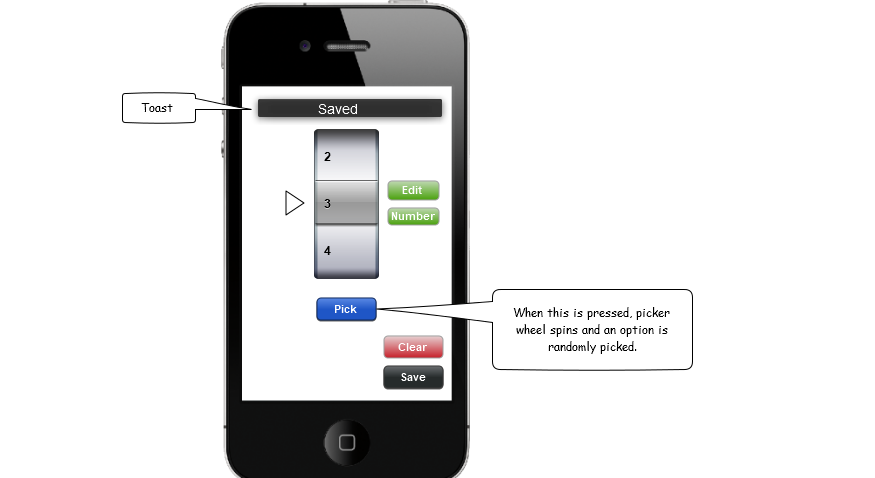 Toast
Saved
2
3
4
Edit
Number
Pick
When this is pressed, picker
wheel spins and an option is
randomly picked.
Clear
Save